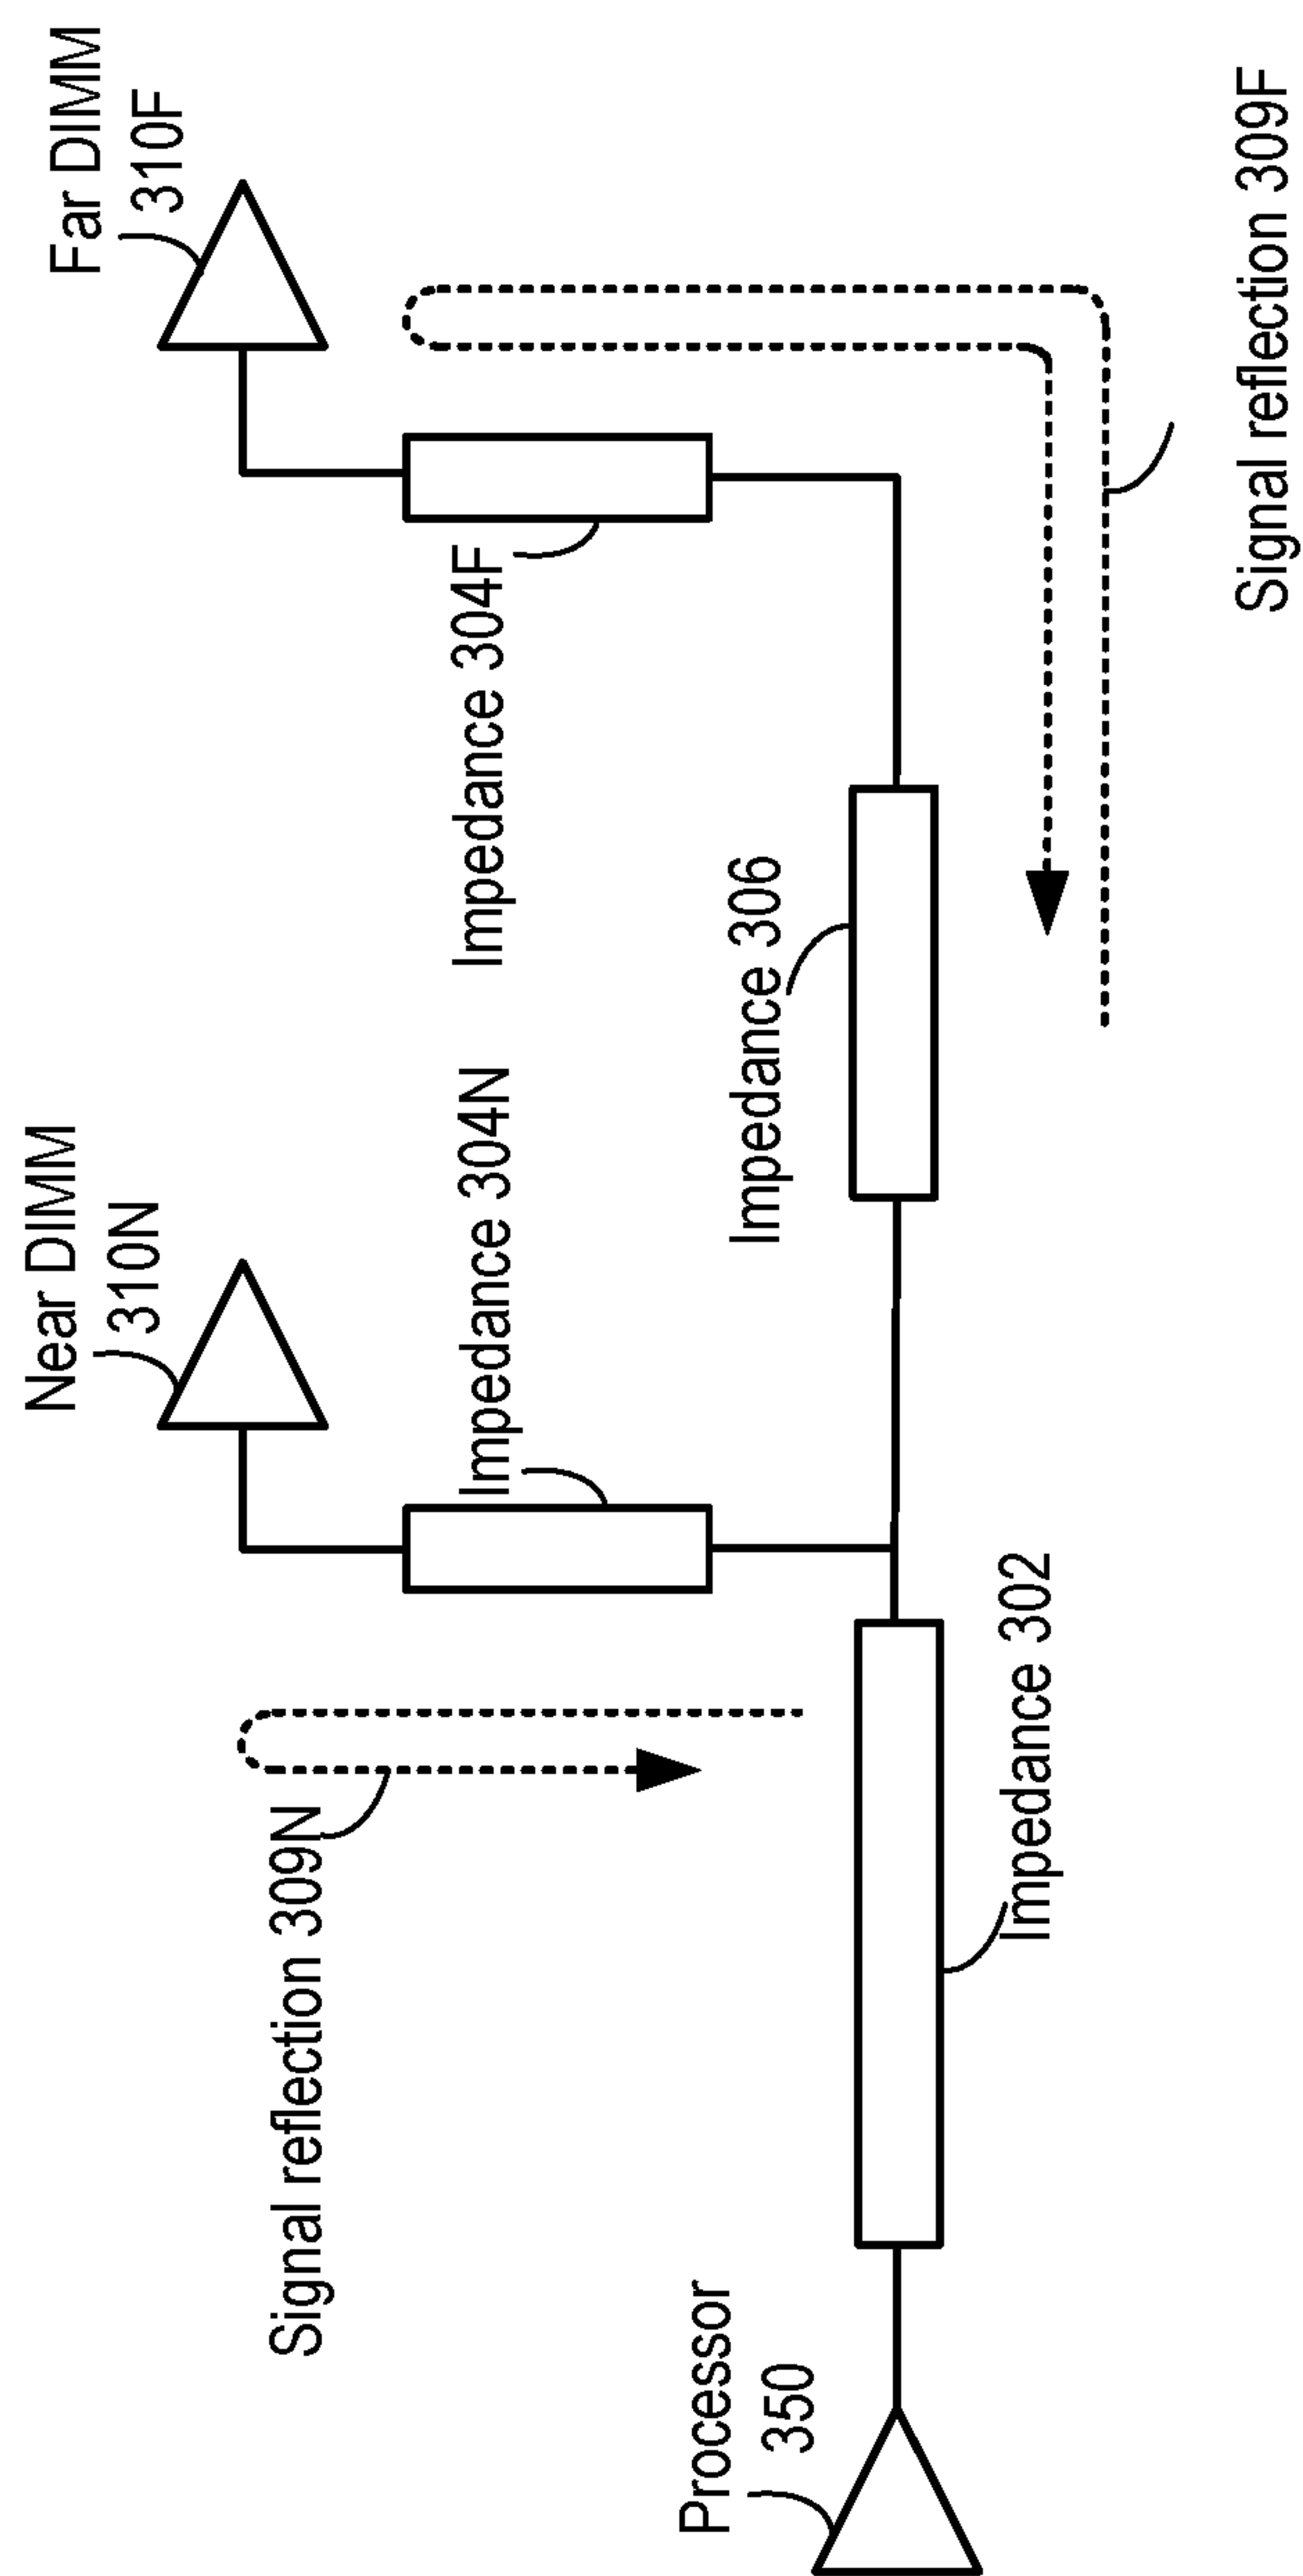 Near DIMM
310N
Far DIMM
310F
Signal reflection 309N
Impedance 304N
Impedance 304F
Processor
350
Impedance 306
Impedance 302
Signal reflection 309F